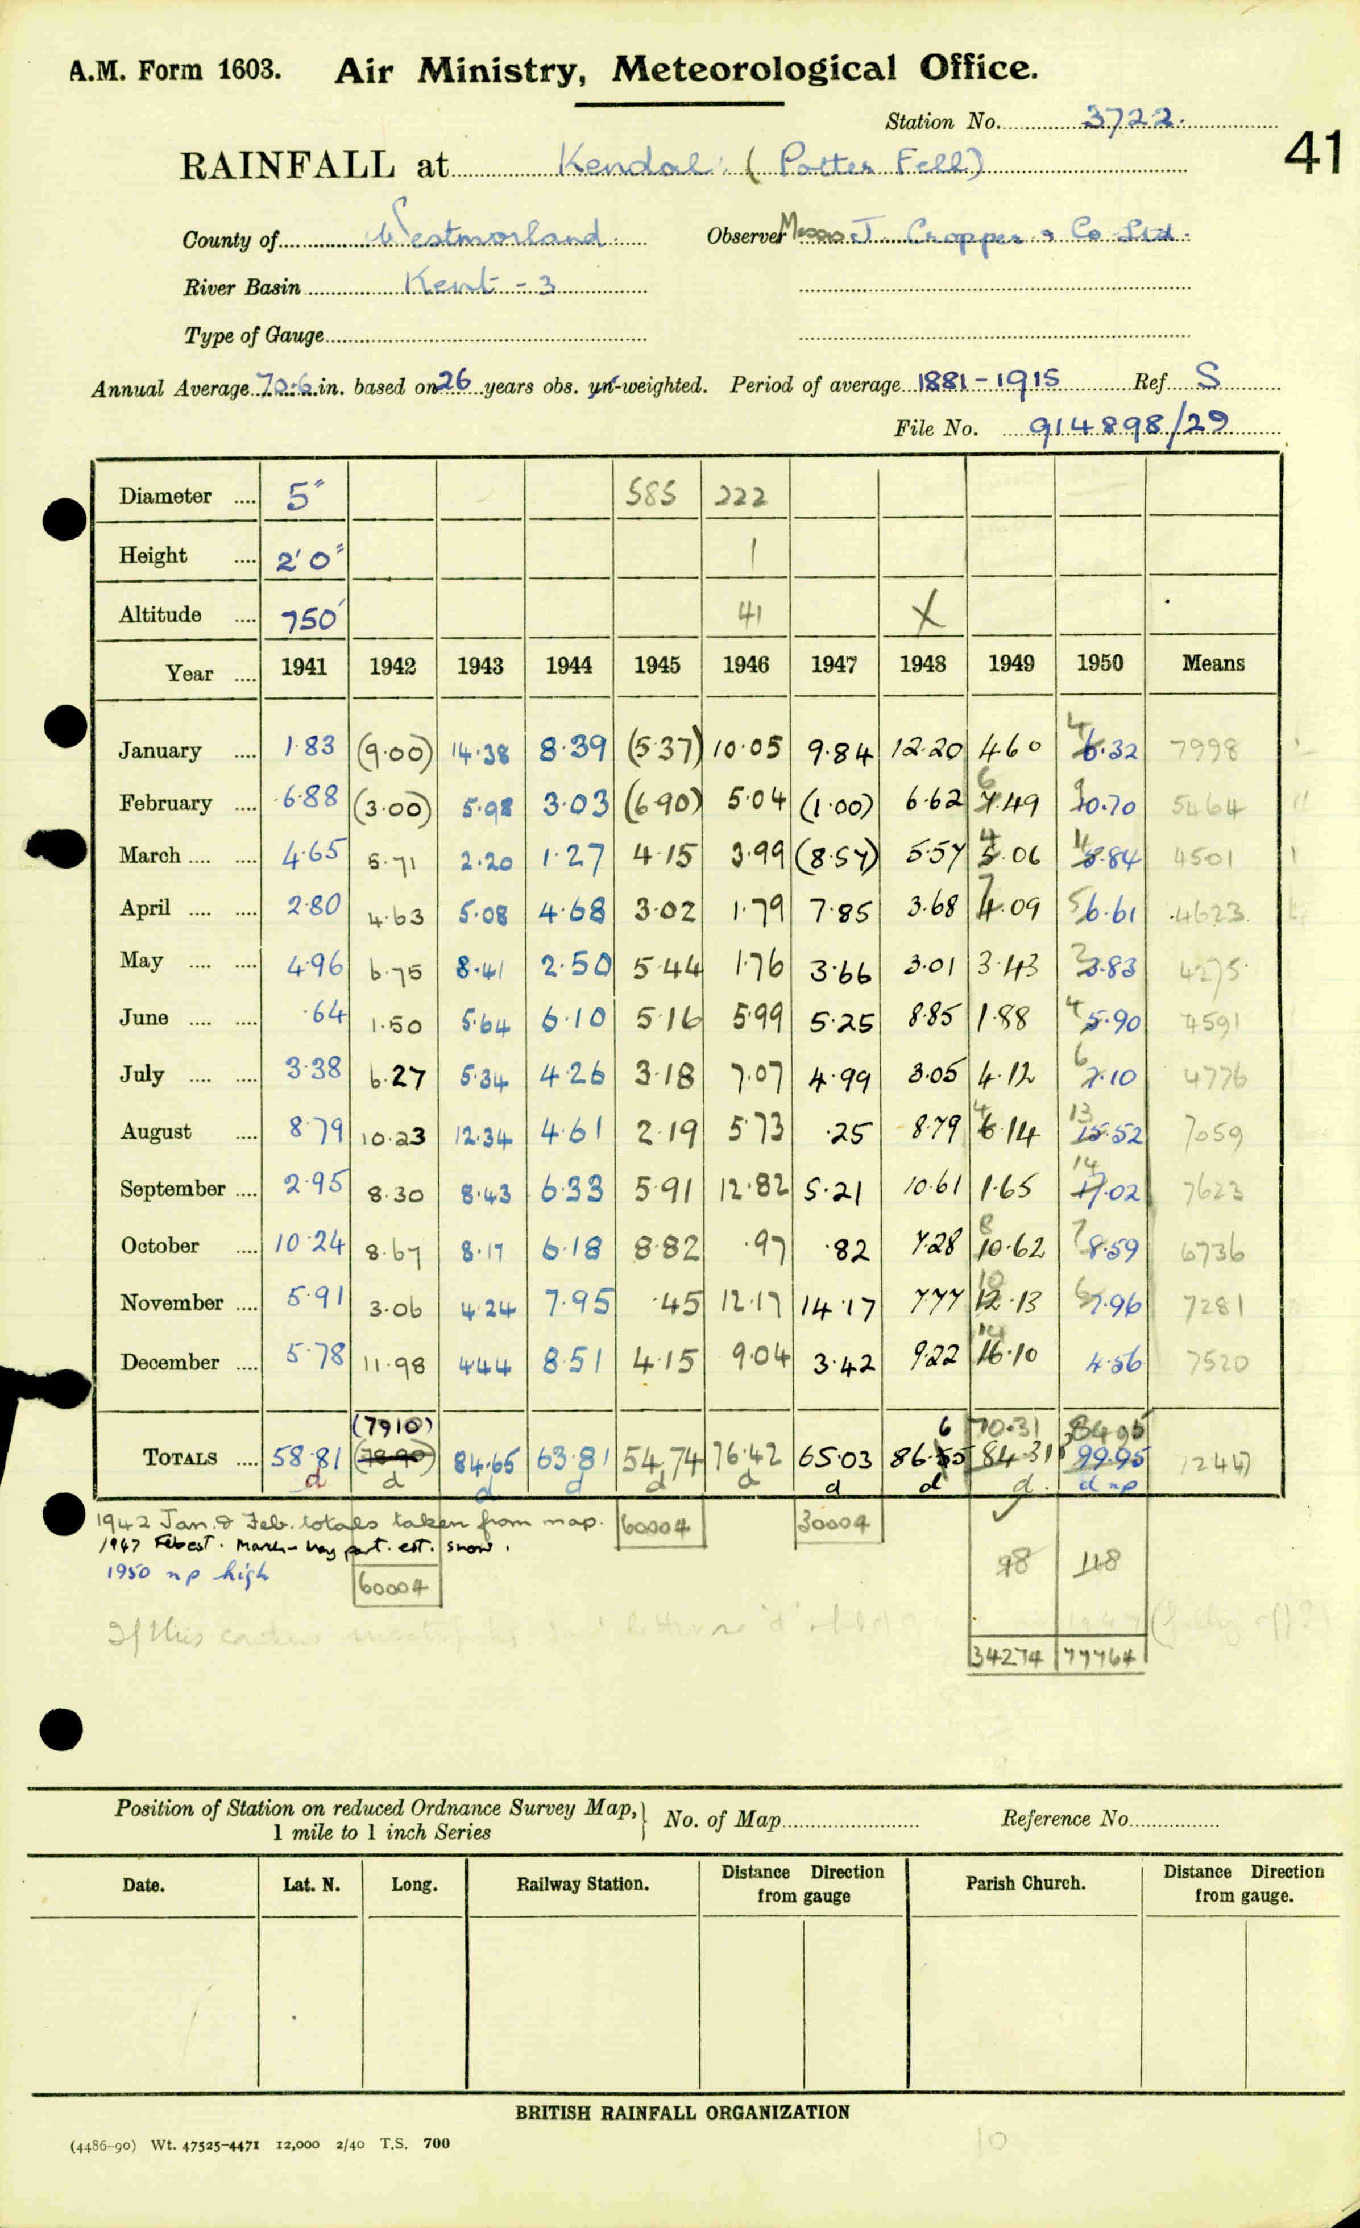 A.M. Form 1603. Air Ministry, Meteorological Office.
Station No. 3722.
41
RAINFALL at Kendal. (Potter Fell)
County of Westmorland Observer Messrs J. Cropper & Co Ltd.
River Basin Kent - 3
Type of Gauge
Annual Average 70.6 in. based on 26 years obs. un-weighted. Period of average 1881-1915 Ref. S
File No. 914898/29
Diameter .... 5" 585 222
Height .... 2'0" 1
Altitude .... 750' 41 X
Year .... 1941 1942 1943 1944 1945 1946 1947 1948 1949 1950 Means
January .... 1.83 (9.00) 14.38 8.39 (5.37) 10.05 9.84 12.20 4.60 4 6.32 7998
February .... 6.88 (3.00) 5.98 3.03 (6.90) 5.04 (1.00) 6.62 6 7.49 9 10.70 5464
March .... .... 4.65 5.71 2.20 1.27 4.15 3.99 (8.57) 5.57 4 5.06 4 5.84 4501
April .... .... 2.80 4.63 5.08 4.68 3.02 1.79 7.85 3.68 7 4.09 5 6.61 4623
May .... .... 4.96 6.75 8.41 2.50 5.44 1.76 3.66 3.01 3.43 3.83 4275
June .... .... .64 1.50 5.64 6.10 5.16 5.99 5.25 8.85 1.88 4 5.90 4591
July .... .... 3.38 6.27 5.34 4.26 3.18 7.07 4.99 3.05 4.12 6 7.10 4776
August .... 8.79 10.23 12.34 4.61 2.19 5.73 .25 8.79 4 6.14 13 15.52 7059
September .... 2.95 8.30 8.43 6.33 5.91 12.82 5.21 10.61 1.65 14 17.02 7623
October .... 10.24 8.67 8.17 6.18 8.82 .97 .82 7.28 8 10.62 7 8.59 6736
November .... 5.91 3.06 4.24 7.95 .45 12.17 14.17 7.77 10 12.13 6 7.96 7281
December .... 5.78 11.98 4.44 8.51 4.15 9.04 3.42 9.22 14 16.10 4.56 7520
(7910) 6 70.31 84.95
TOTALS .... 58.81 (78.90) 84.65 63.81 54.74 76.42 65.03 86.55 84.31 99.95 7244
d d d d d d d d d d np
1942 Jan. & Feb. totals taken from map. 60004 30004
1947 Feb est. March-May part. est. snow.
1950 np high 60004 98 118
If this
34274 77764
Position of Station on reduced Ordnance Survey Map, 1 mile to 1 inch Series No. of Map Reference No.
Date. Lat. N. Long. Railway Station. Distance Direction from gauge Parish Church. Distance Direction from gauge.
BRITISH RAINFALL ORGANIZATION
(4486-90) Wt. 47525-4471 12,000 2/40 T.S. 700
10